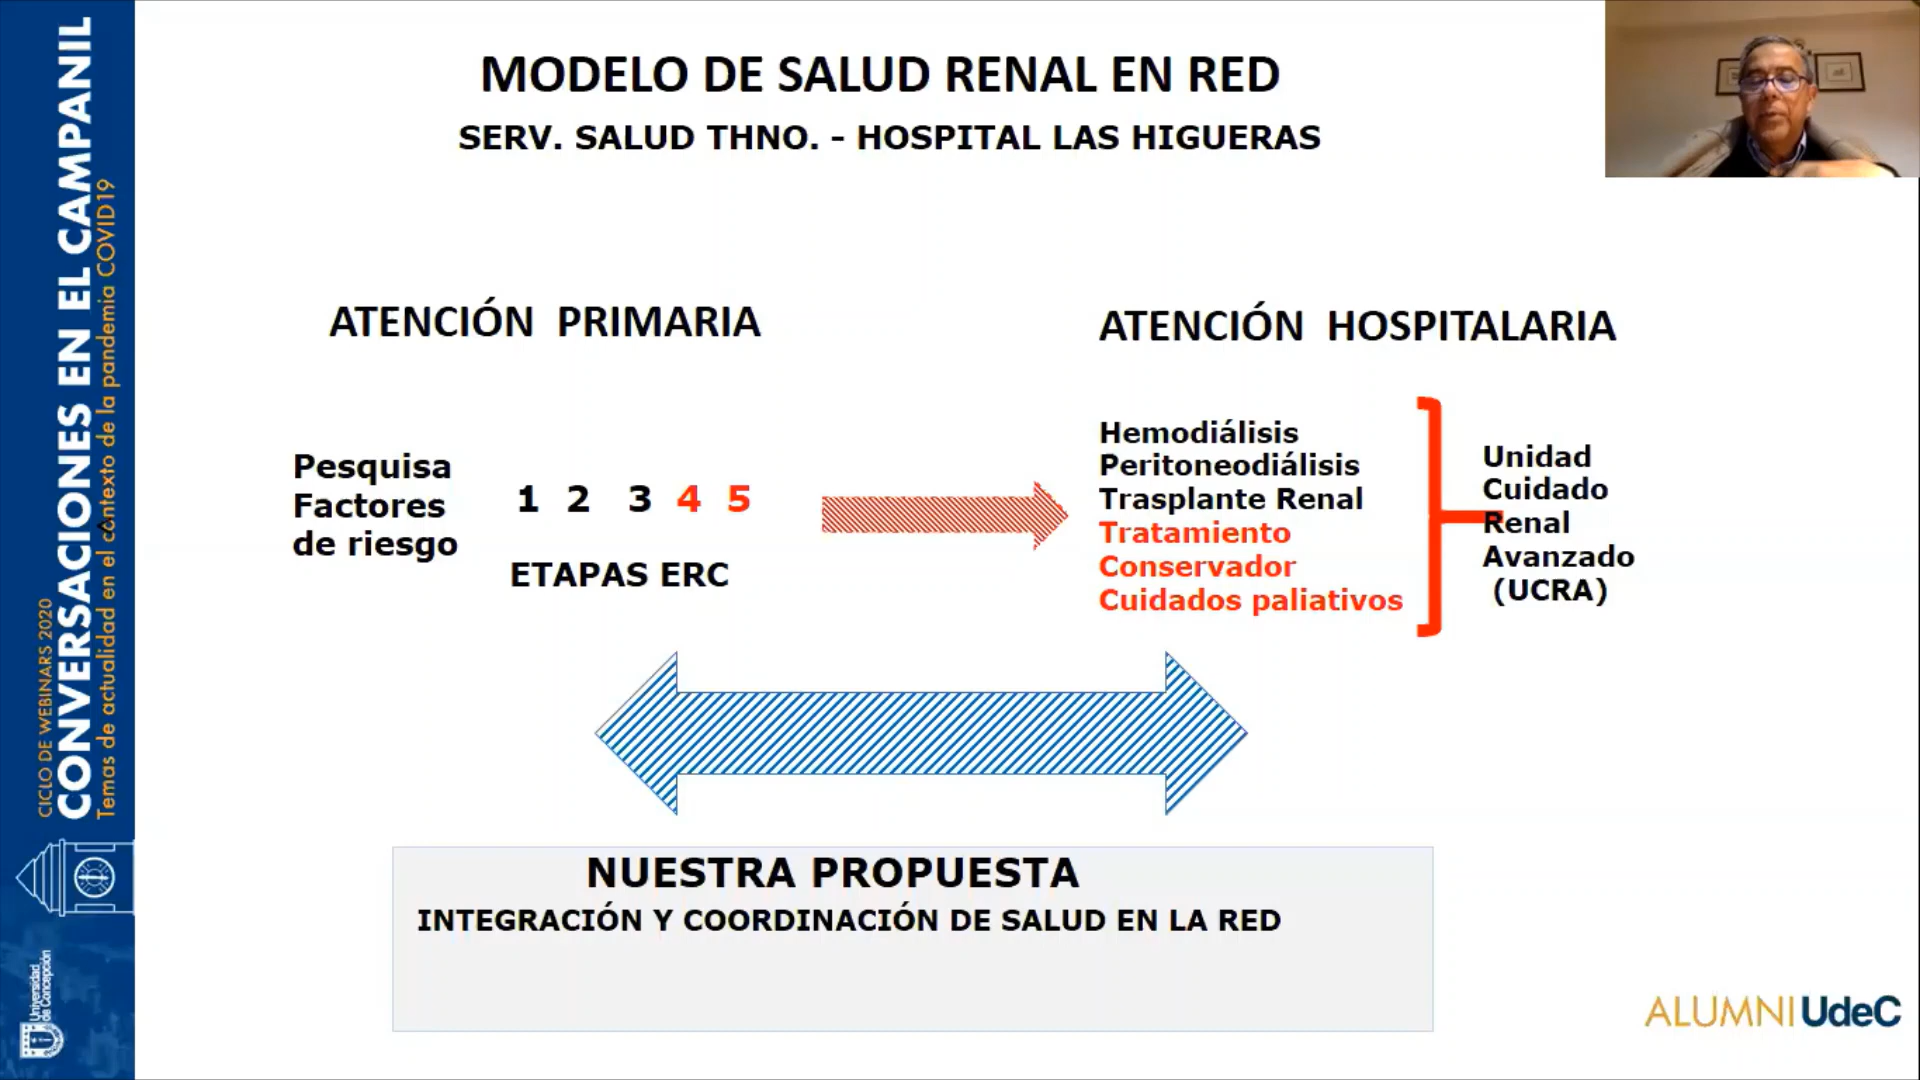 CICLO DE WEBINARS 2020
CONVERSACIONES EN EL CAMPANIL
Temas de actualidad en el contexto de la pandemia COVID19
Universidad
de Concepción
MODELO DE SALUD RENAL EN RED
SERV. SALUD THNO. - HOSPITAL LAS HIGUERAS
ATENCIÓN PRIMARIA
Pesquisa
Factores
de riesgo
1 2 3 4 5
ETAPAS ERC
ATENCIÓN HOSPITALARIA
Hemodiálisis
Peritoneodiálisis
Trasplante Renal
Tratamiento
Conservador
Cuidados paliativos
Unidad
Cuidado
Renal
Avanzado
(UCRA)
NUESTRA PROPUESTA
INTEGRACIÓN Y COORDINACIÓN DE SALUD EN LA RED
ALUMNI UdeC